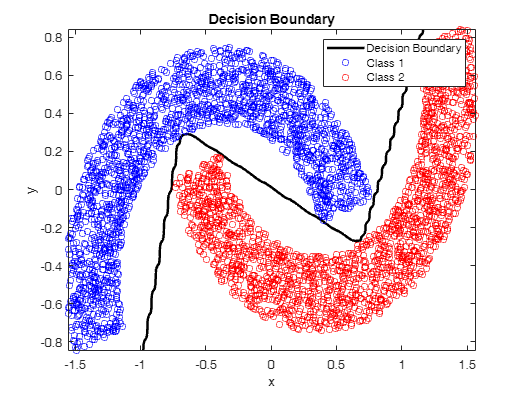 Decision Boundary
Decision Boundary
Class 1
Class 2
0.8
0.6
0.4
0.2
0
-0.2
-0.4
-0.6
-0.8
y
-1.5 -1 -0.5 0 0.5 1 1.5
x